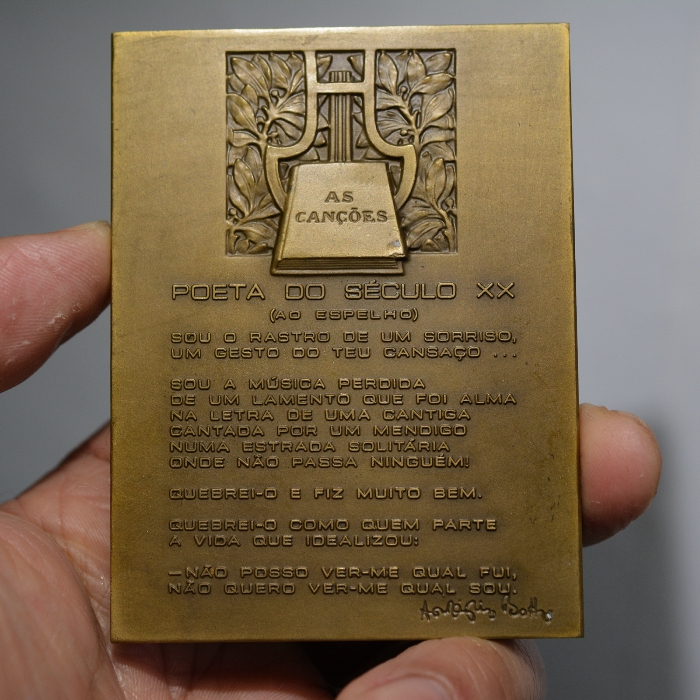 AS
CANÇÕES
POETA DO SÉCULO XX
(AO ESPELHO)
SOU O RASTRO DE UM SORRISO,
UM GESTO DO TEU CANSAÇO ...
SOU A MÚSICA PERDIDA
DE UM LAMENTO QUE FOI ALMA
NA LETRA DE UMA CANTIGA
CANTADA POR UM MENDIGO
NUMA ESTRADA SOLITÁRIA
ONDE NÃO PASSA NINGUÉM!
QUEBREI-O E FIZ MUITO BEM.
QUEBREI-O COMO QUEM PARTE
A VIDA QUE IDEALIZOU:
—NÃO POSSO VER-ME QUAL FUI,
NÃO QUERO VER-ME QUAL SOU.